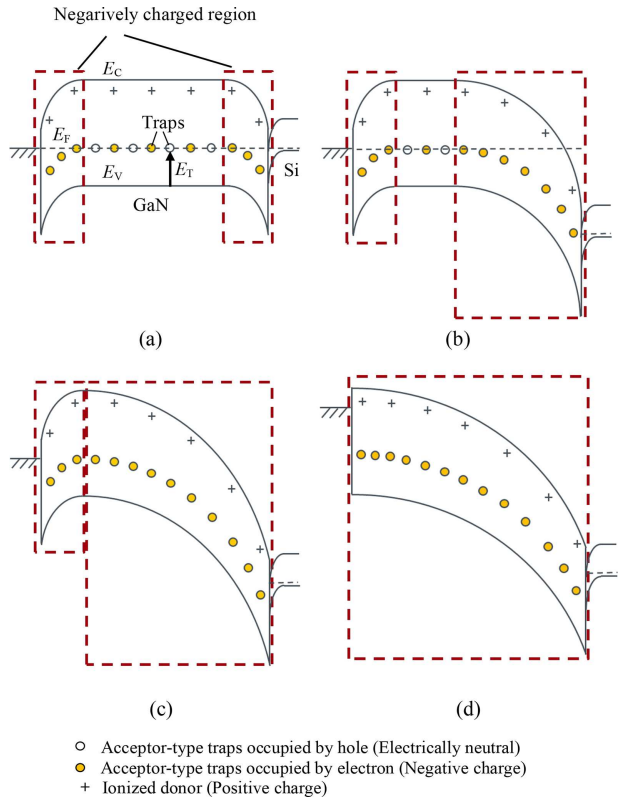 Negarively charged region
E_C
E_F
Traps
E_V
E_T
Si
GaN
(a)
(b)
(c)
(d)
Acceptor-type traps occupied by hole (Electrically neutral)
Acceptor-type traps occupied by electron (Negative charge)
+ Ionized donor (Positive charge)